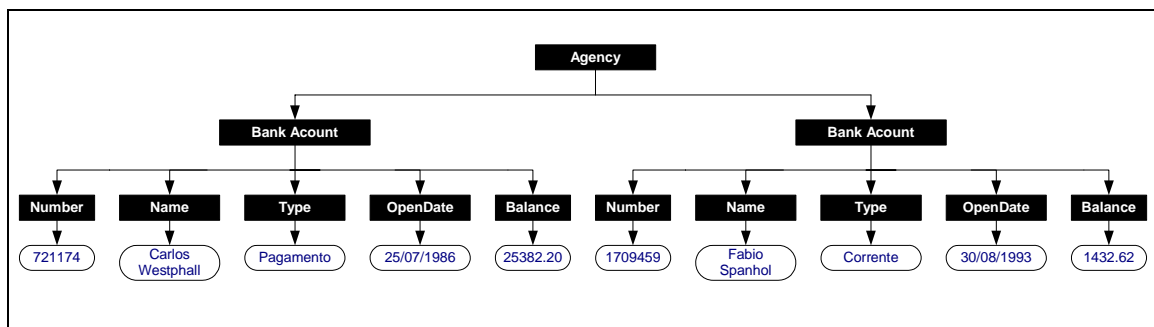 Agency
Bank Acount
Bank Acount
Number
Name
Type
OpenDate
Balance
Number
Name
Type
OpenDate
Balance
721174
Carlos
Westphall
Pagamento
25/07/1986
25382.20
1709459
Fabio
Spanhol
Corrente
30/08/1993
1432.62